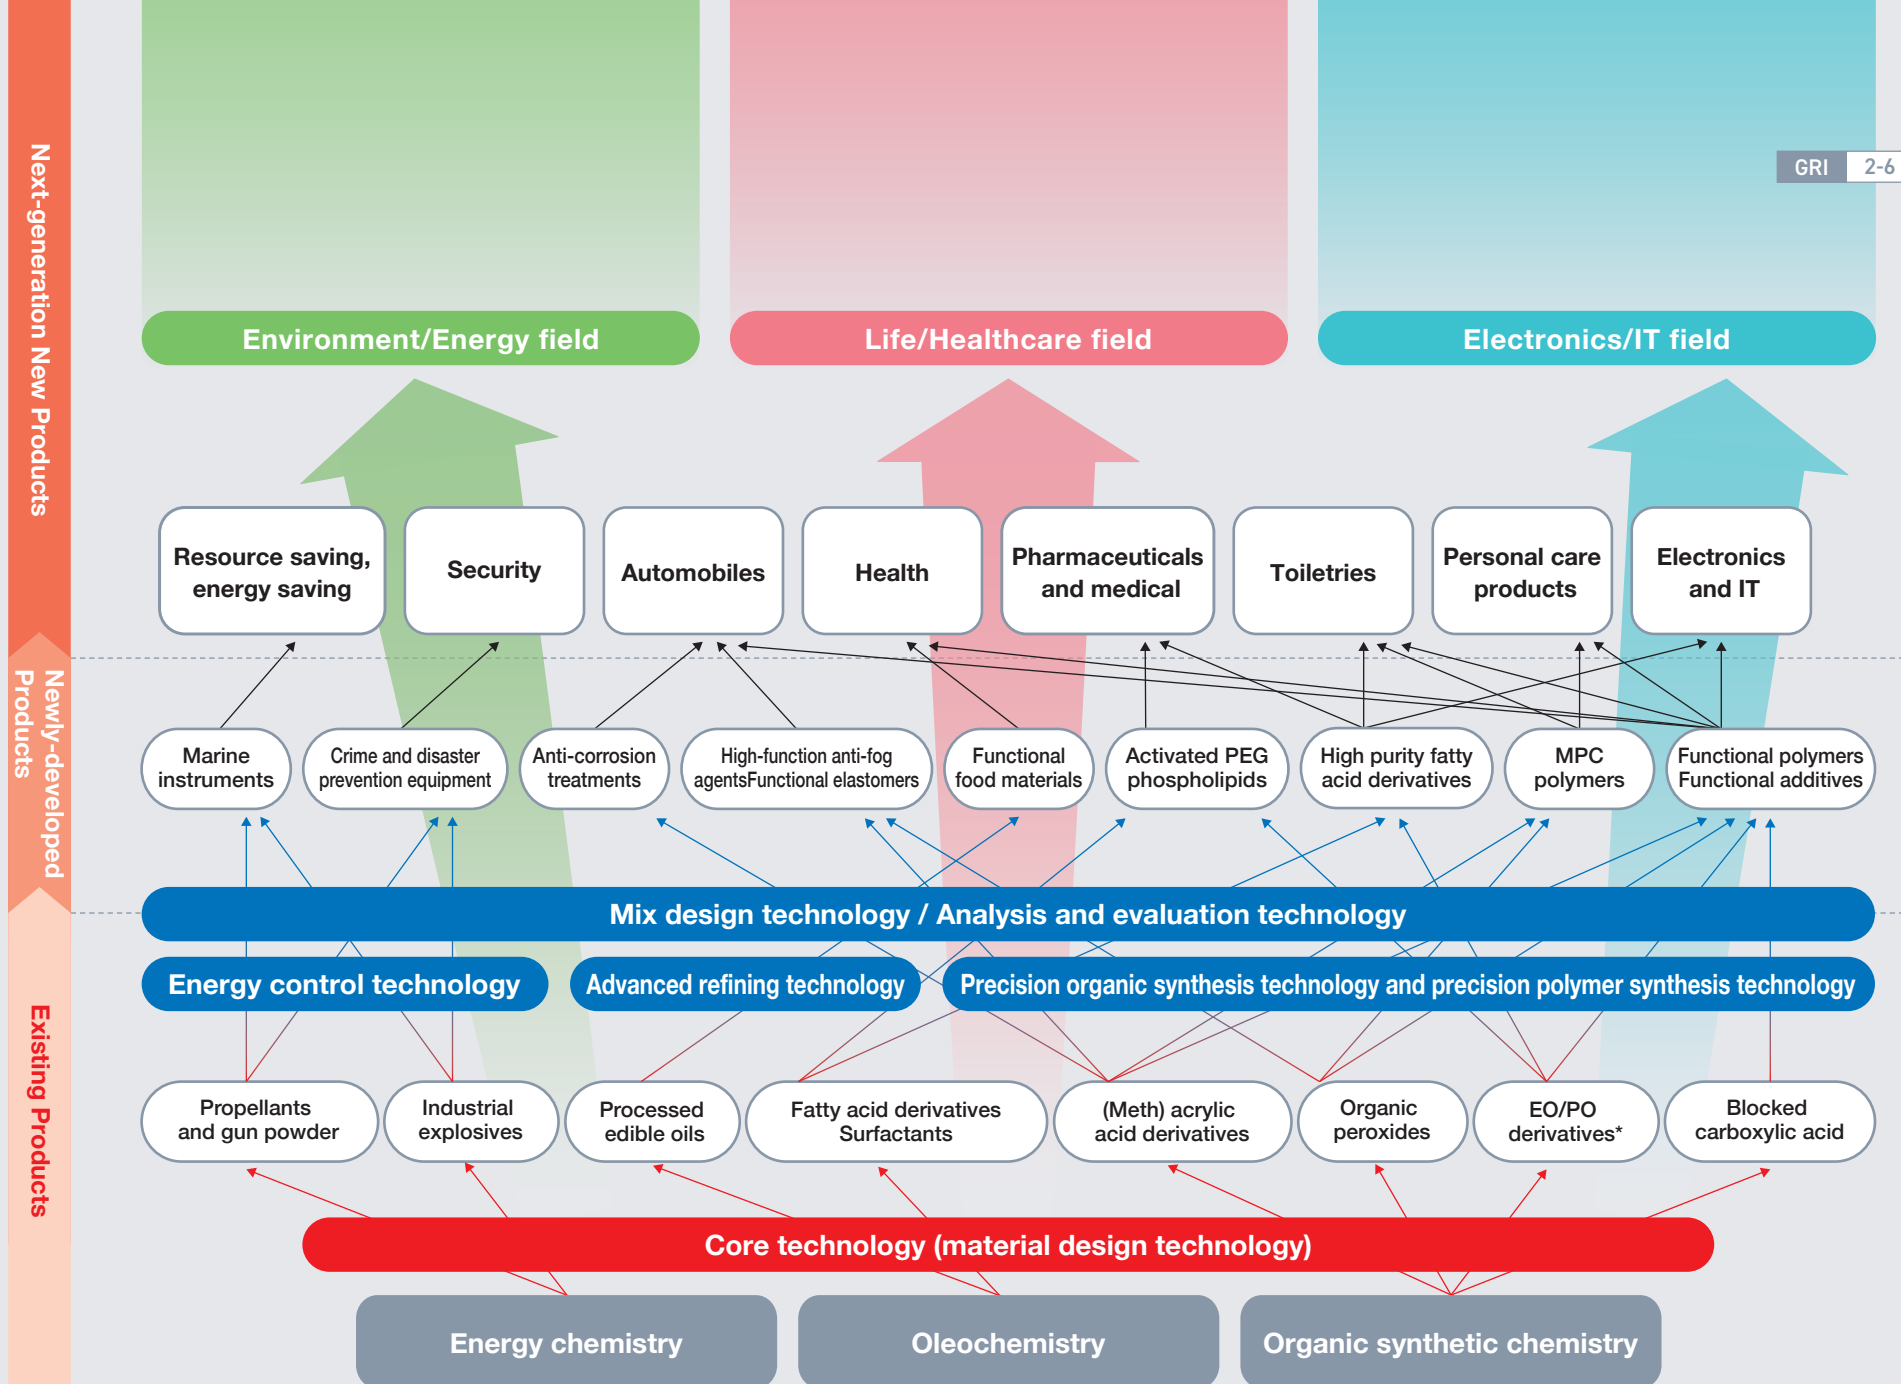 GRI 2-6
Next-generation New Products
Environment/Energy field
Life/Healthcare field
Electronics/IT field
Resource saving,
energy saving
Security
Automobiles
Health
Pharmaceuticals
and medical
Toiletries
Personal care
products
Electronics
and IT
Newly-developed
Products
Marine
instruments
Crime and disaster
prevention equipment
Anti-corrosion
treatments
High-function anti-fog
agentsFunctional elastomers
Functional
food materials
Activated PEG
phospholipids
High purity fatty
acid derivatives
MPC
polymers
Functional polymers
Functional additives
Mix design technology / Analysis and evaluation technology
Energy control technology
Advanced refining technology
Precision organic synthesis technology and precision polymer synthesis technology
Existing Products
Propellants
and gun powder
Industrial
explosives
Processed
edible oils
Fatty acid derivatives
Surfactants
(Meth) acrylic
acid derivatives
Organic
peroxides
EO/PO
derivatives*
Blocked
carboxylic acid
Core technology (material design technology)
Energy chemistry
Oleochemistry
Organic synthetic chemistry